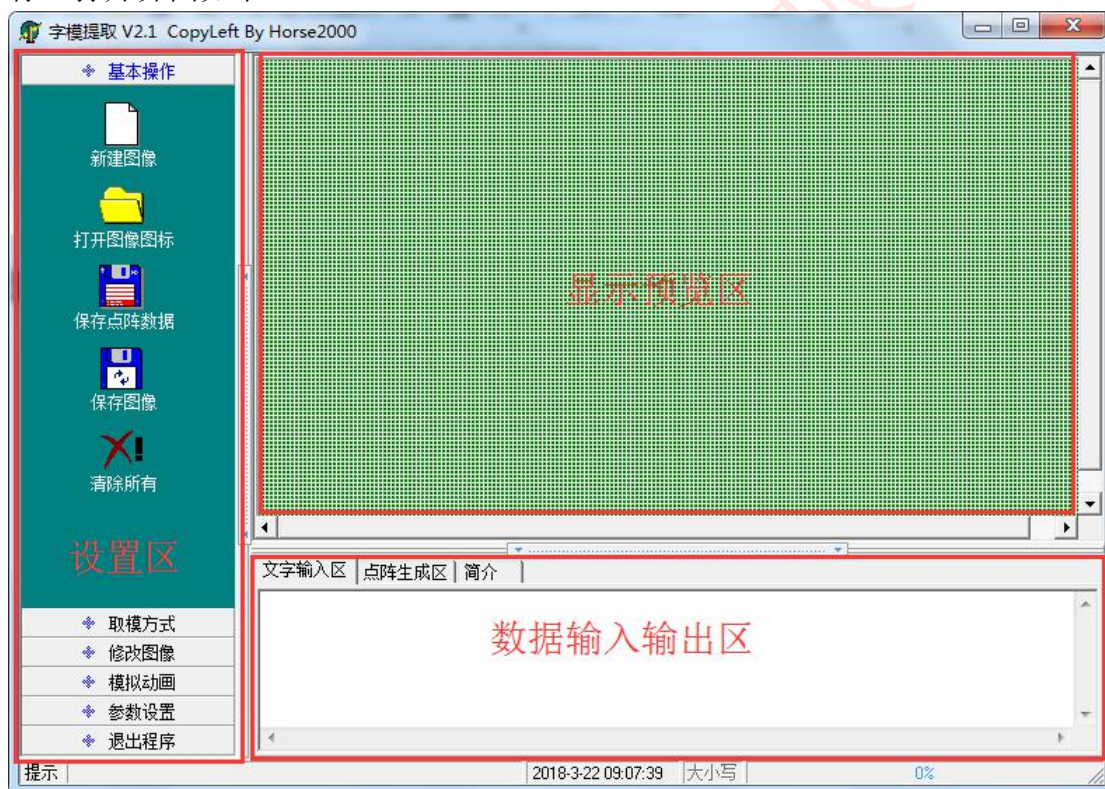 字模提取 V2.1 CopyLeft By Horse2000
基本操作
新建图像
打开图像图标
保存点阵数据
保存图像
清除所有
设置区
取模方式
修改图像
模拟动画
参数设置
退出程序
显示预览区
文字输入区 点阵生成区 简介
数据输入输出区
提示 2018-3-22 09:07:39 大小写 0%